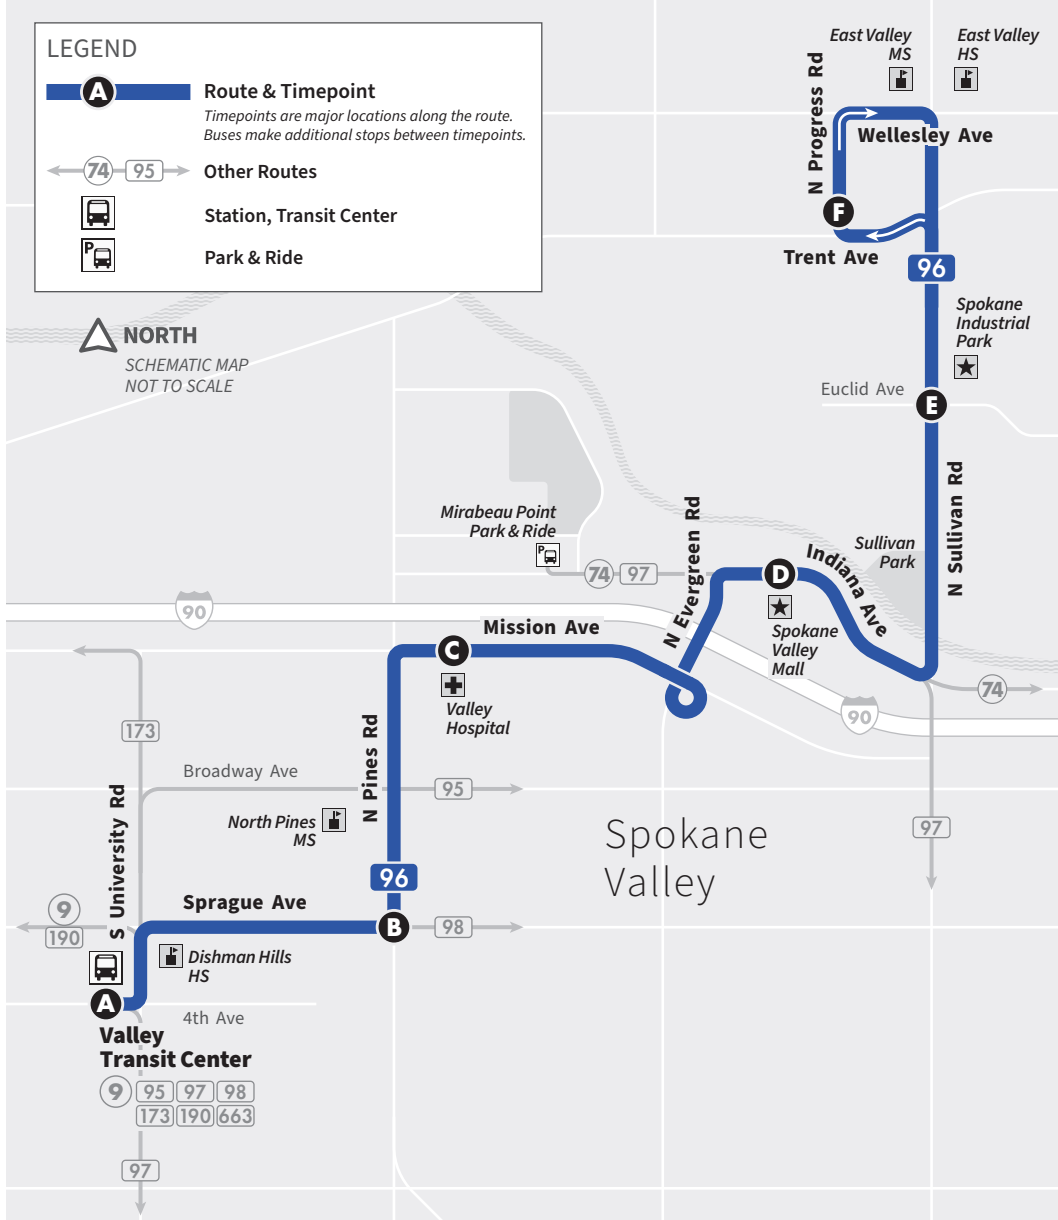 LEGEND
A
Route & Timepoint
Timepoints are major locations along the route.
Buses make additional stops between timepoints.
74
95
Other Routes
Station, Transit Center
P
Park & Ride
NORTH
SCHEMATIC MAP
NOT TO SCALE
East Valley
MS
East Valley
HS
N Progress Rd
Wellesley Ave
F
Trent Ave
96
Spokane
Industrial
Park
Euclid Ave
E
N Sullivan Rd
Sullivan
Park
Mirabeau Point
Park & Ride
P
74
97
N Evergreen Rd
D
Indiana Ave
Spokane
Valley
Mall
90
Mission Ave
C
Valley
Hospital
74
90
173
N Pines Rd
Broadway Ave
95
S University Rd
North Pines
MS
Spokane
Valley
97
96
9
190
Sprague Ave
B
98
Dishman Hills
HS
A
4th Ave
Valley
Transit Center
9
95
97
98
173
190
663
97